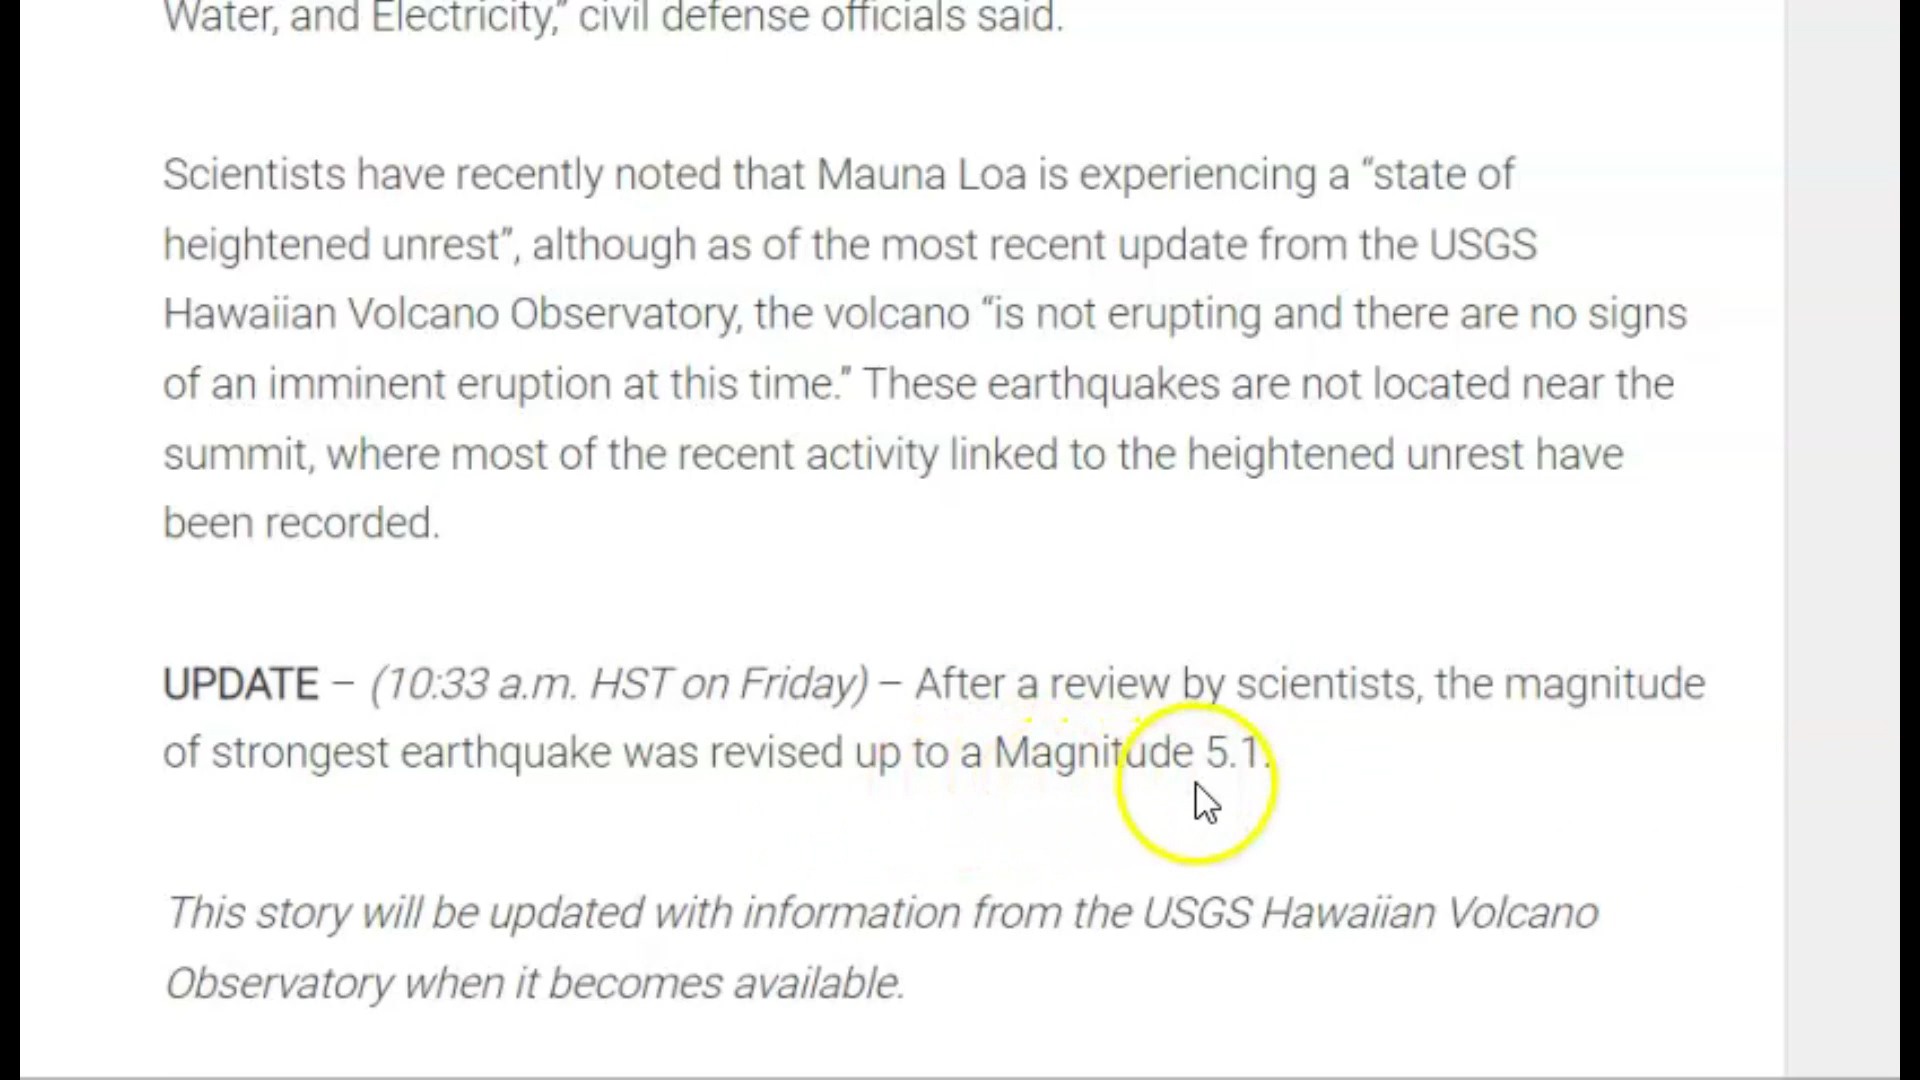 Water, and Electricity,” civil defense officials said.
Scientists have recently noted that Mauna Loa is experiencing a “state of
heightened unrest”, although as of the most recent update from the USGS
Hawaiian Volcano Observatory, the volcano “is not erupting and there are no signs
of an imminent eruption at this time.” These earthquakes are not located near the
summit, where most of the recent activity linked to the heightened unrest have
been recorded.
UPDATE – (10:33 a.m. HST on Friday) – After a review by scientists, the magnitude
of strongest earthquake was revised up to a Magnitude 5.1.
This story will be updated with information from the USGS Hawaiian Volcano
Observatory when it becomes available.